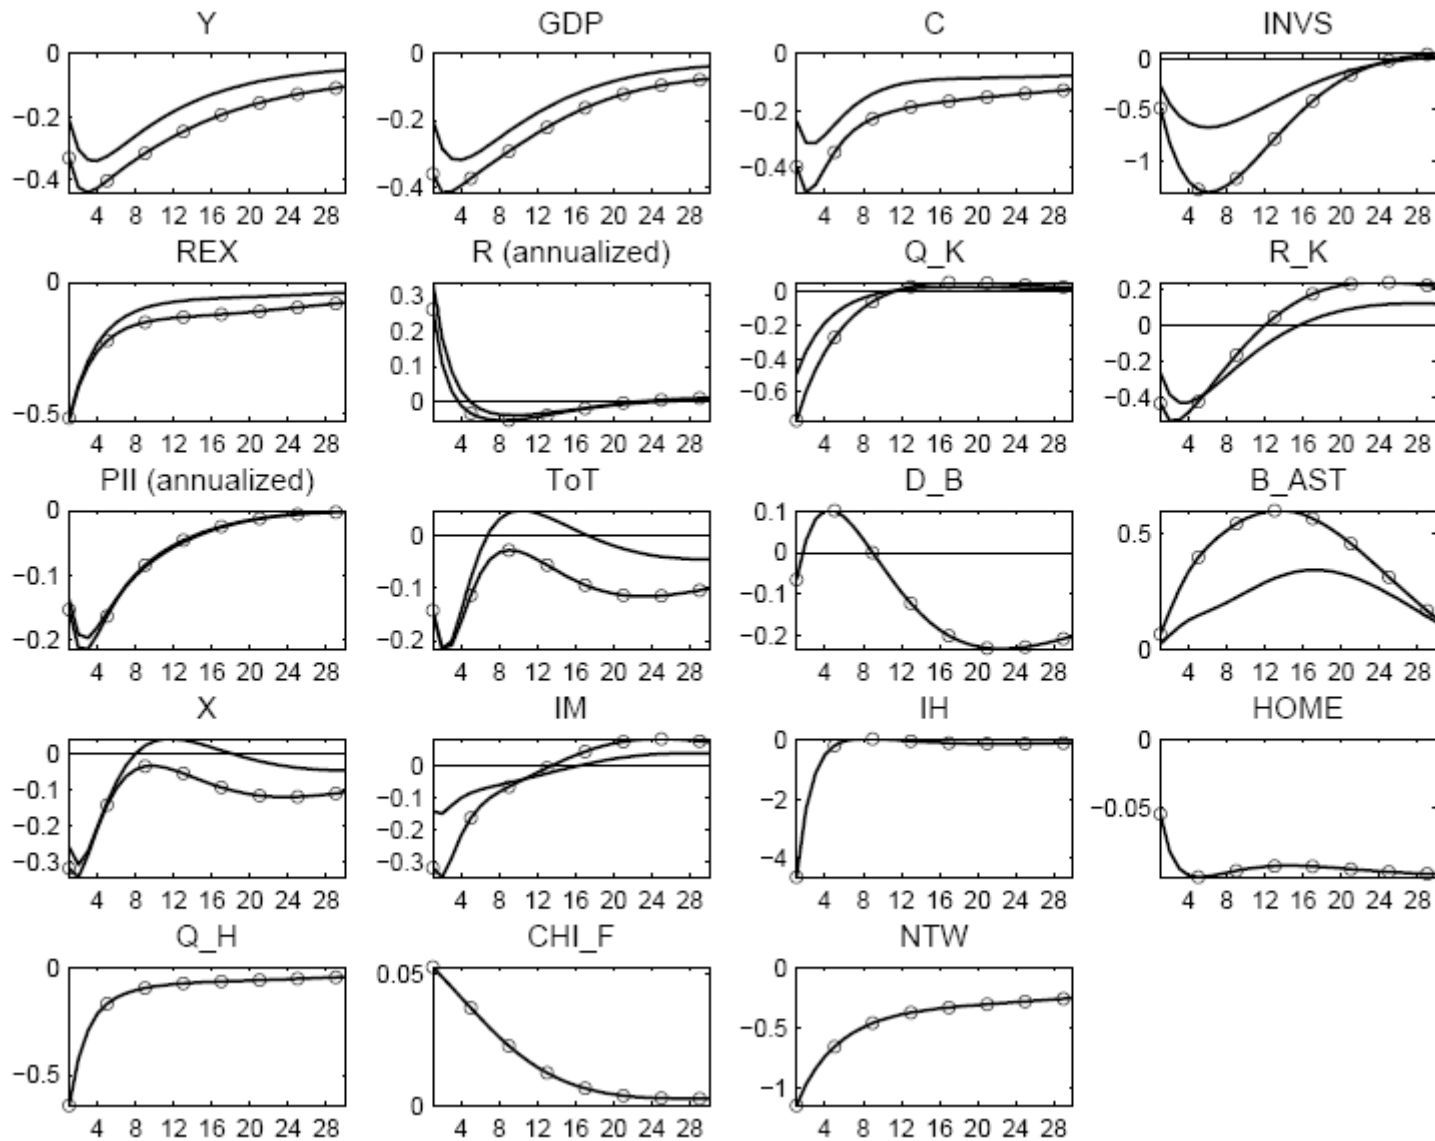 Y GDP C INVS
0 0 0 0
−0.2 −0.2 −0.2 −0.5
−0.4 −0.4 −0.4 −1
4 8 12 16 20 24 28 4 8 12 16 20 24 28 4 8 12 16 20 24 28 4 8 12 16 20 24 28
REX R (annualized) Q_K R_K
0 0.3 0 0.2
0.2 −0.2 0
0.1 −0.4 −0.2
−0.5 0 −0.6 −0.4
4 8 12 16 20 24 28 4 8 12 16 20 24 28 4 8 12 16 20 24 28 4 8 12 16 20 24 28
PII (annualized) ToT D_B B_AST
0 0 0.1 0.5
−0.1 −0.1 0
−0.1
−0.2 −0.2 −0.2 0
4 8 12 16 20 24 28 4 8 12 16 20 24 28 4 8 12 16 20 24 28 4 8 12 16 20 24 28
X IM IH HOME
0 0 0 0
−0.1 −0.1 −2 −0.05
−0.2 −0.2
−0.3 −0.3 −4
4 8 12 16 20 24 28 4 8 12 16 20 24 28 4 8 12 16 20 24 28 4 8 12 16 20 24 28
Q_H CHI_F NTW
0 0.05 0
−0.5
−0.5 0 −1
4 8 12 16 20 24 28 4 8 12 16 20 24 28 4 8 12 16 20 24 28